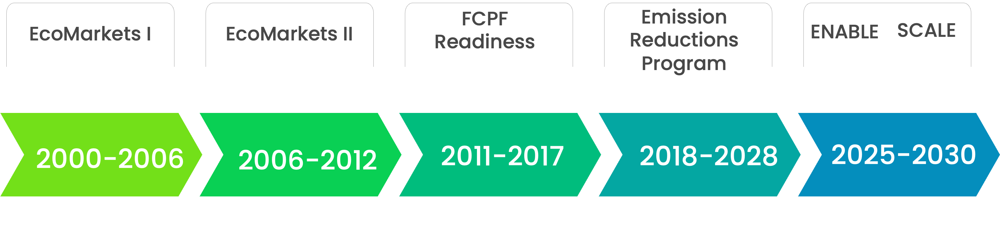 EcoMarkets I
EcoMarkets II
FCPF
Readiness
Emission
Reductions
Program
ENABLE SCALE
2000-2006
2006-2012
2011-2017
2018-2028
2025-2030